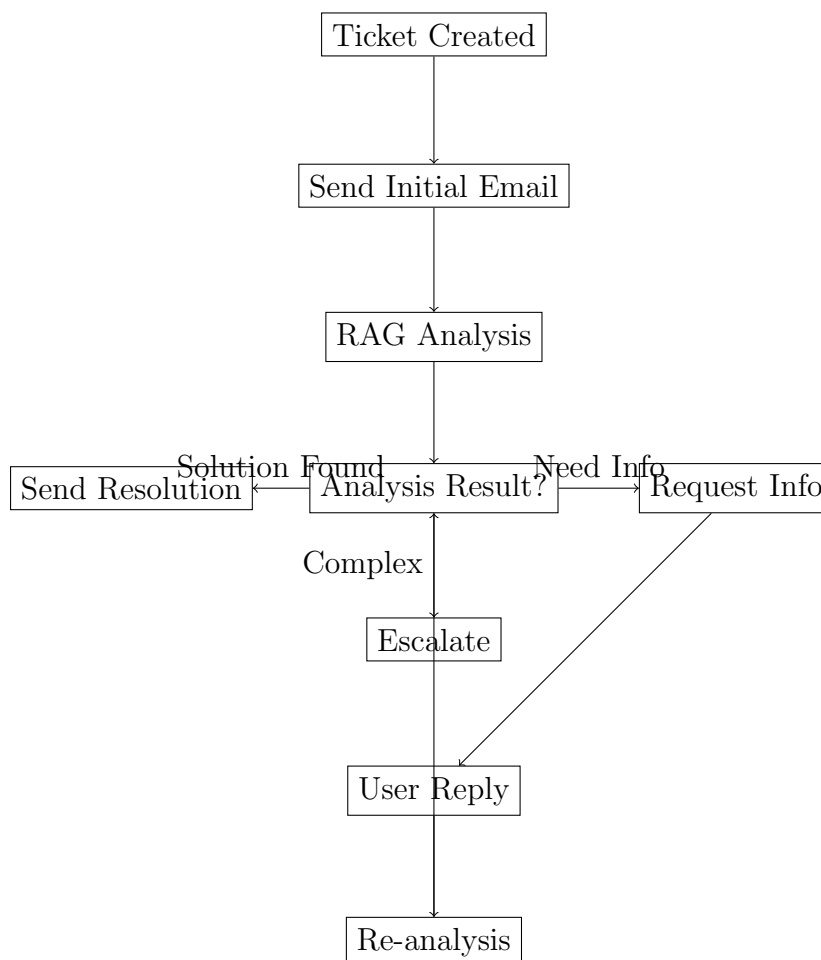 Ticket Created
Send Initial Email
RAG Analysis
Solution Found
Need Info
Send Resolution
Analysis Result?
Request Info
Complex
Escalate
User Reply
Re-analysis